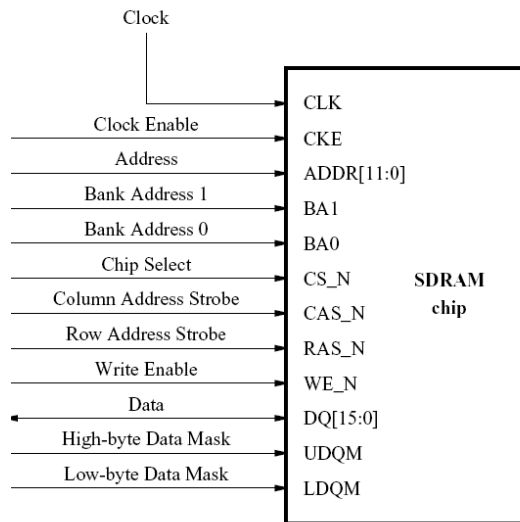 Clock
CLK
Clock Enable
CKE
Address
ADDR[11:0]
Bank Address 1
BA1
Bank Address 0
BA0
Chip Select
CS_N
SDRAM
chip
Column Address Strobe
CAS_N
Row Address Strobe
RAS_N
Write Enable
WE_N
Data
DQ[15:0]
High-byte Data Mask
UDQM
Low-byte Data Mask
LDQM